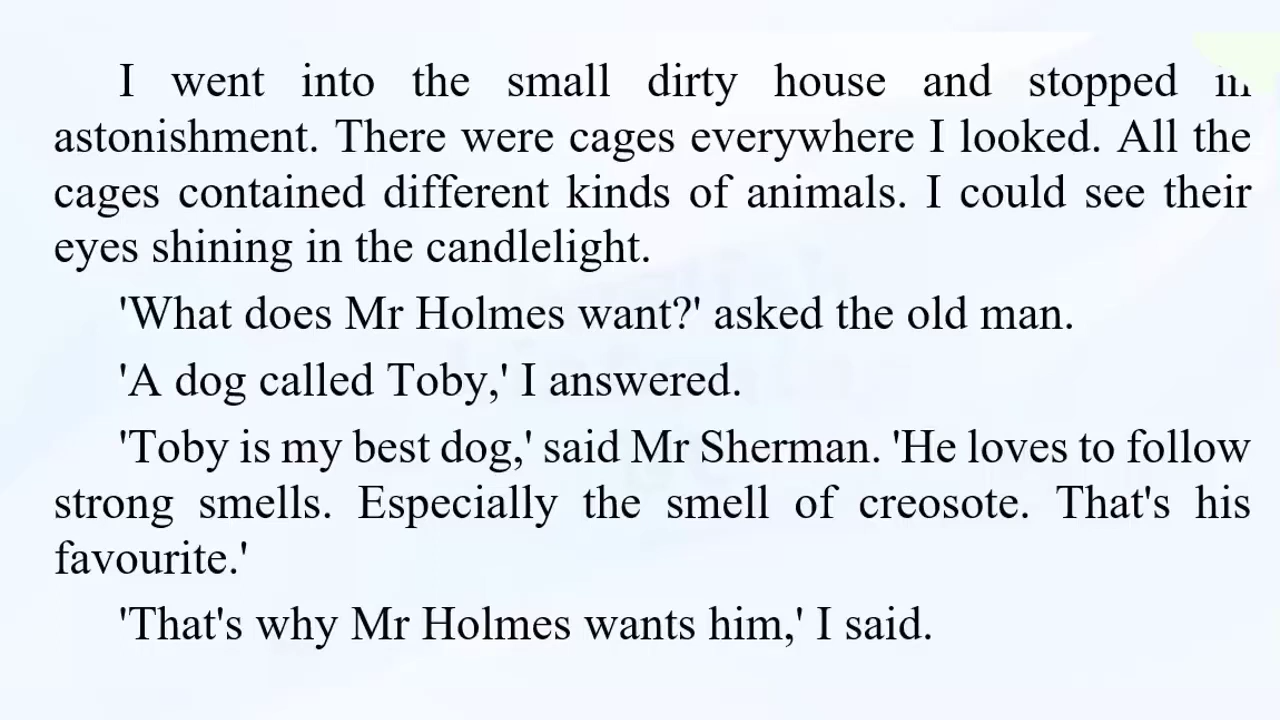 I went into the small dirty house and stopped in
astonishment. There were cages everywhere I looked. All the
cages contained different kinds of animals. I could see their
eyes shining in the candlelight.
'What does Mr Holmes want?' asked the old man.
'A dog called Toby,' I answered.
'Toby is my best dog,' said Mr Sherman. 'He loves to follow
strong smells. Especially the smell of creosote. That's his
favourite.'
'That's why Mr Holmes wants him,' I said.